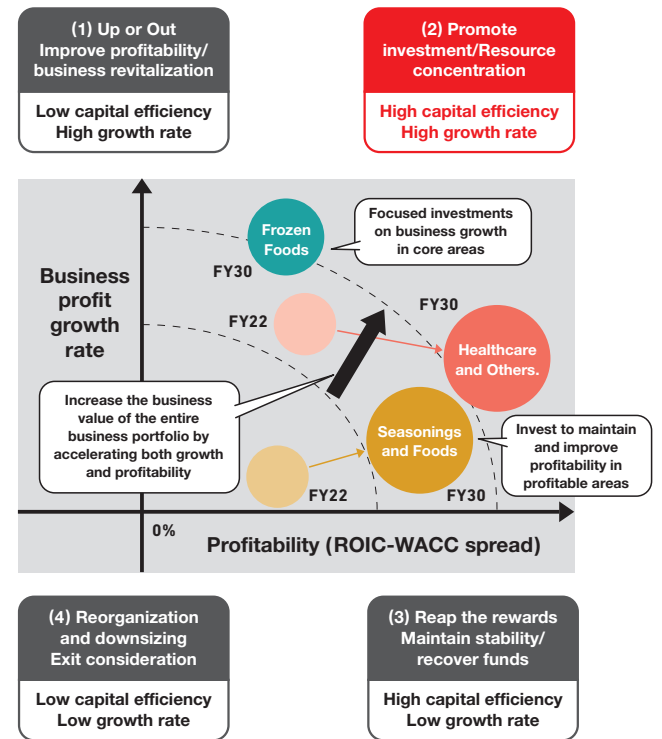 (1) Up or Out
Improve profitability/
business revitalization
Low capital efficiency
High growth rate
(2) Promote
investment/Resource
concentration
High capital efficiency
High growth rate
Business
profit
growth
rate
Frozen
Foods
FY30
Focused investments
on business growth
in core areas
FY22
FY30
Healthcare
and Others.
Increase the business
value of the entire
business portfolio by
accelerating both growth
and profitability
Seasonings
and Foods
FY22
FY30
Invest to maintain
and improve
profitability in
profitable areas
0%
Profitability (ROIC-WACC spread)
(4) Reorganization
and downsizing
Exit consideration
Low capital efficiency
Low growth rate
(3) Reap the rewards
Maintain stability/
recover funds
High capital efficiency
Low growth rate